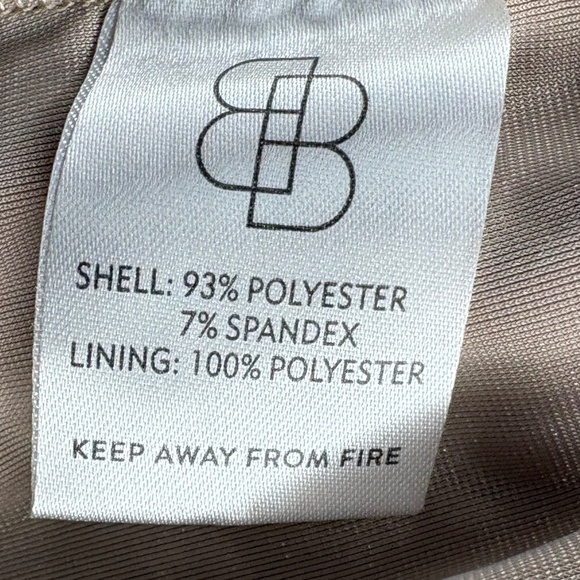 SHELL: 93% POLYESTER
7% SPANDEX
LINING: 100% POLYESTER
KEEP AWAY FROM FIRE